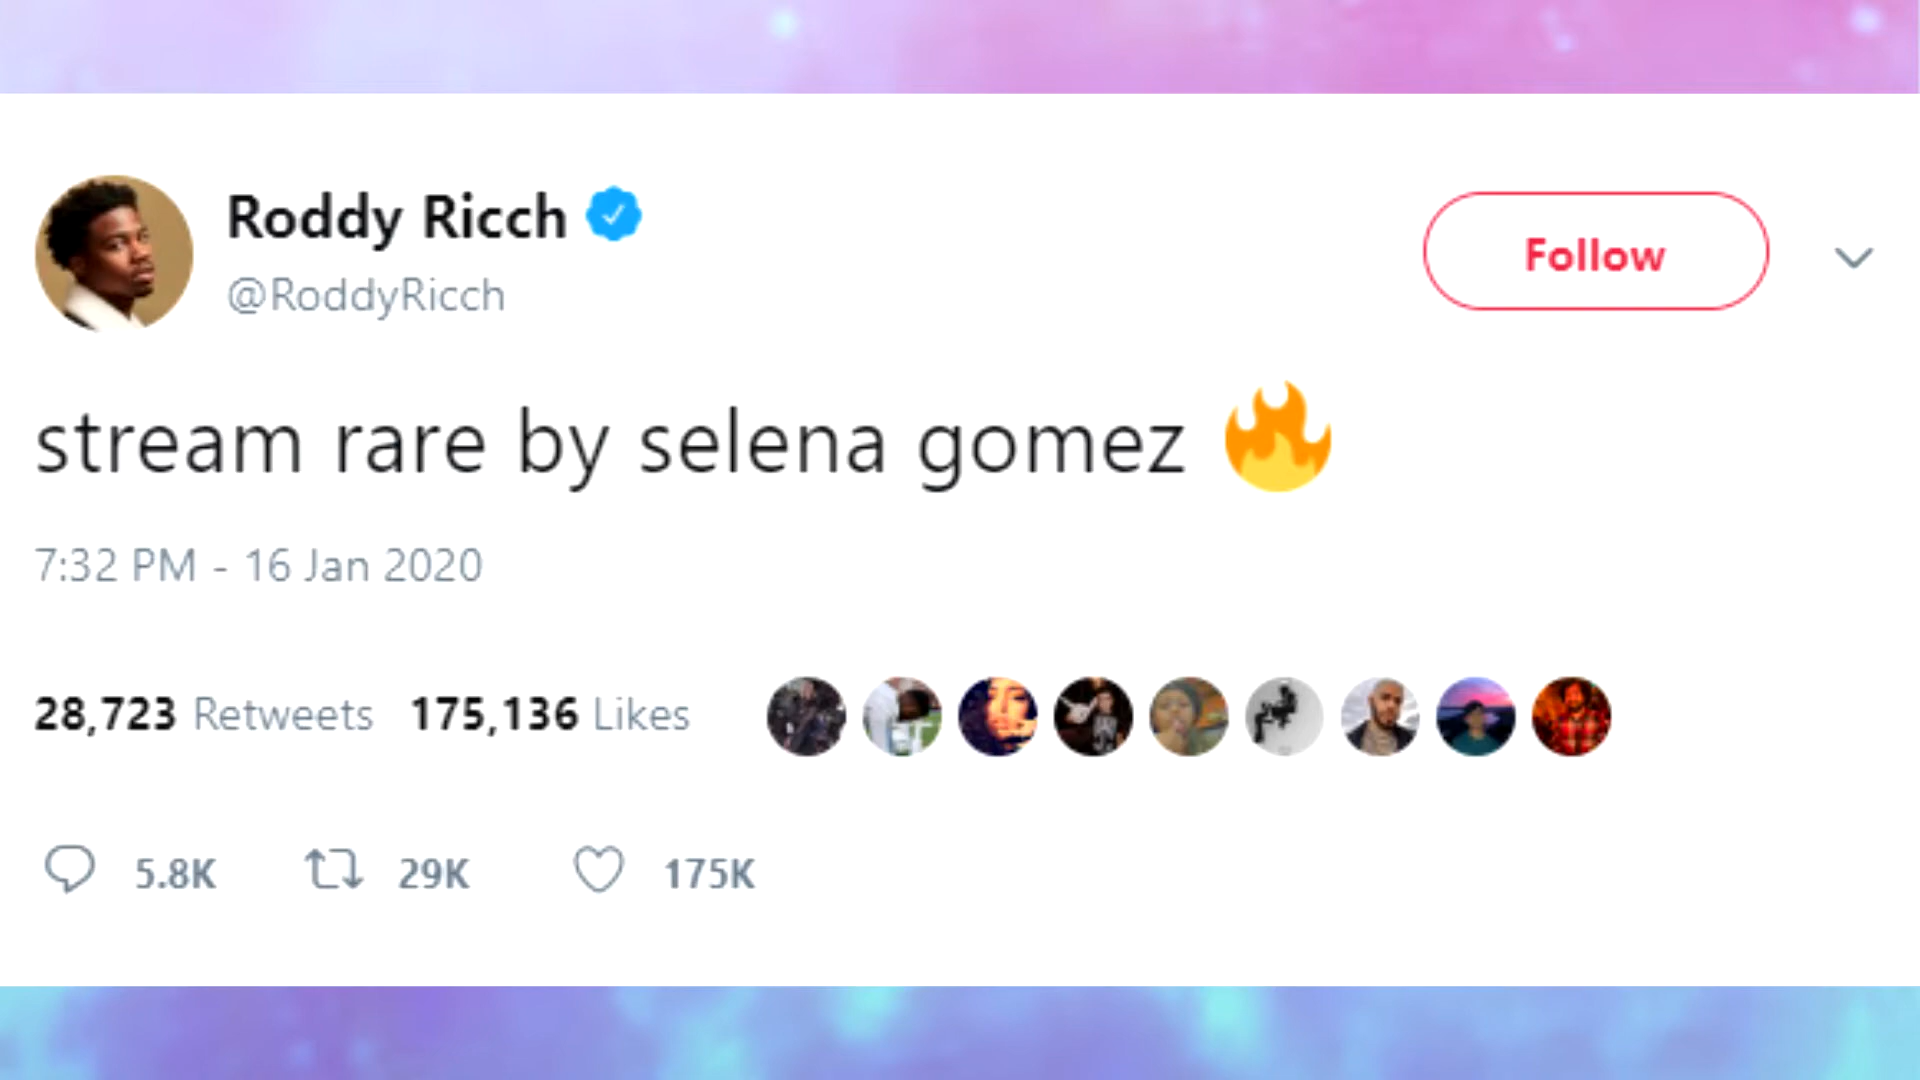 Roddy Ricch
@RoddyRicch
Follow
stream rare by selena gomez 🔥
7:32 PM - 16 Jan 2020
28,723 Retweets 175,136 Likes
5.8K 29K 175K